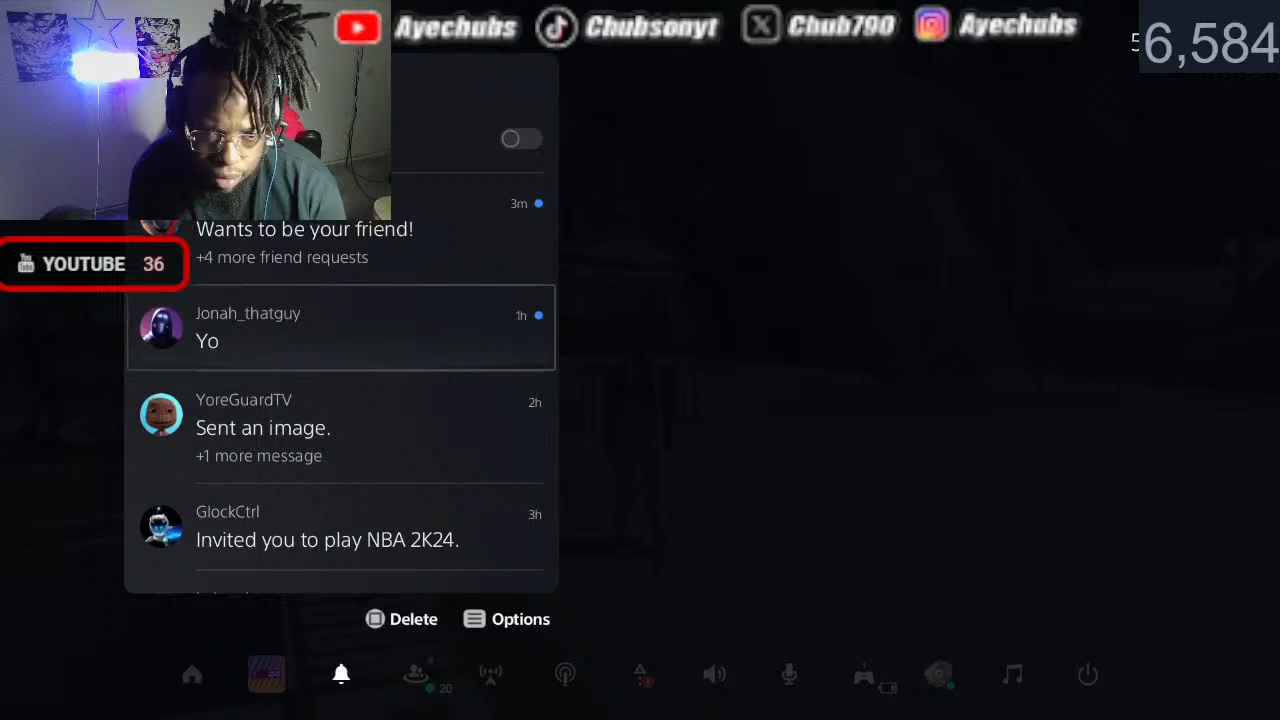 Ayechubs Chubsonyt Chub790 Ayechubs
6,584
3m
Wants to be your friend!
+4 more friend requests
YOUTUBE 36
Jonah_thatguy 1h
Yo
YoreGuardTV 2h
Sent an image.
+1 more message
GlockCtrl 3h
Invited you to play NBA 2K24.
Delete Options
24
20